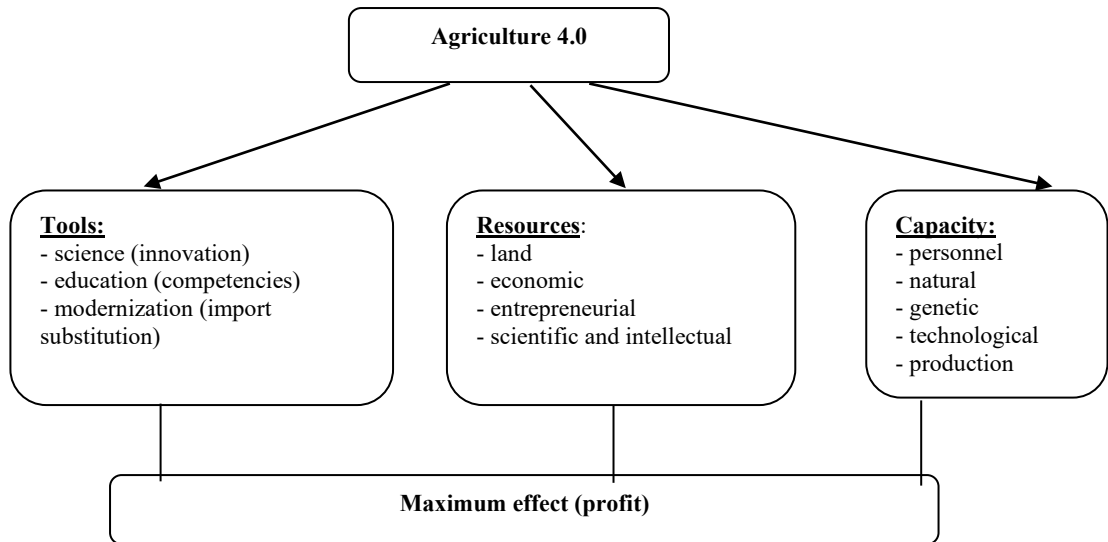 Agriculture 4.0
Tools:
- science (innovation)
- education (competencies)
- modernization (import
substitution)
Resources:
- land
- economic
- entrepreneurial
- scientific and intellectual
Capacity:
- personnel
- natural
- genetic
- technological
- production
Maximum effect (profit)